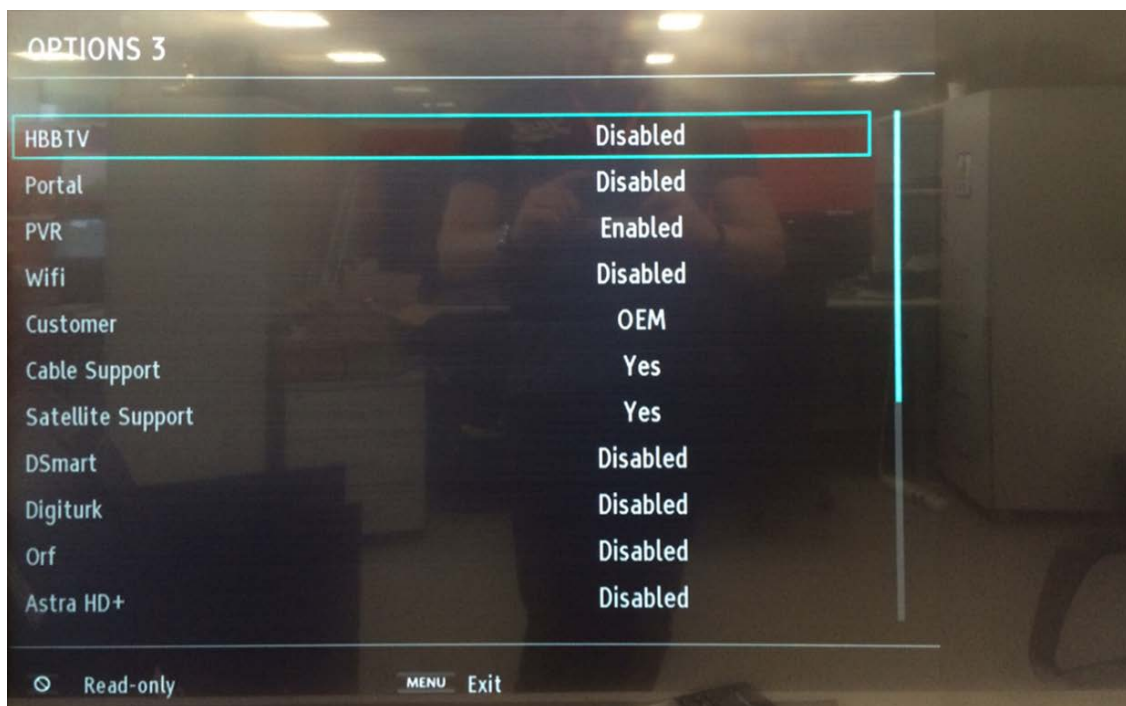 OPTIONS 3
HBBTV Disabled
Portal Disabled
PVR Enabled
Wifi Disabled
Customer OEM
Cable Support Yes
Satellite Support Yes
DSmart Disabled
Digiturk Disabled
Orf Disabled
Astra HD+ Disabled
Read-only MENU Exit